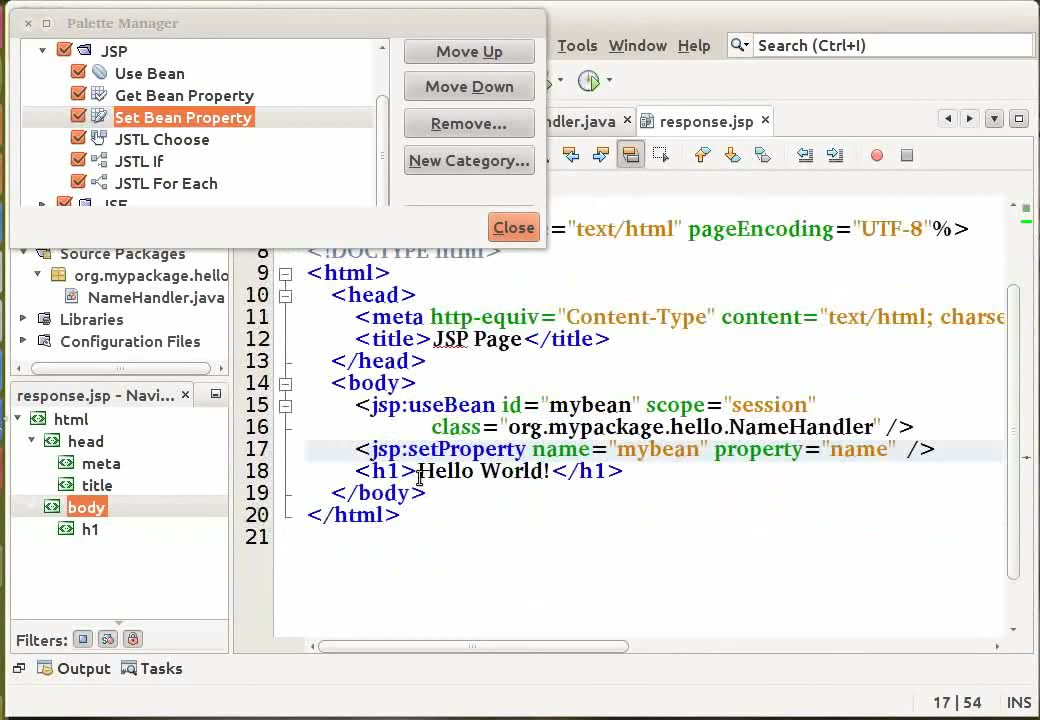 Palette Manager
JSP
Use Bean
Get Bean Property
Set Bean Property
JSTL Choose
JSTL If
JSTL For Each
JSF
Move Up
Move Down
Remove...
New Category...
Close
Tools Window Help Search (Ctrl+I)
ndler.java response.jsp
Source Packages
org.mypackage.hello
NameHandler.java
Libraries
Configuration Files
response.jsp - Navi...
html
head
meta
title
body
h1
Filters:
="text/html" pageEncoding="UTF-8"%>
8 <!DOCTYPE html>
9 <html>
10 <head>
11 <meta http-equiv="Content-Type" content="text/html; charse
12 <title>JSP Page</title>
13 </head>
14 <body>
15 <jsp:useBean id="mybean" scope="session"
16 class="org.mypackage.hello.NameHandler" />
17 <jsp:setProperty name="mybean" property="name" />
18 <h1>Hello World!</h1>
19 </body>
20 </html>
21
Output Tasks
17 | 54 INS